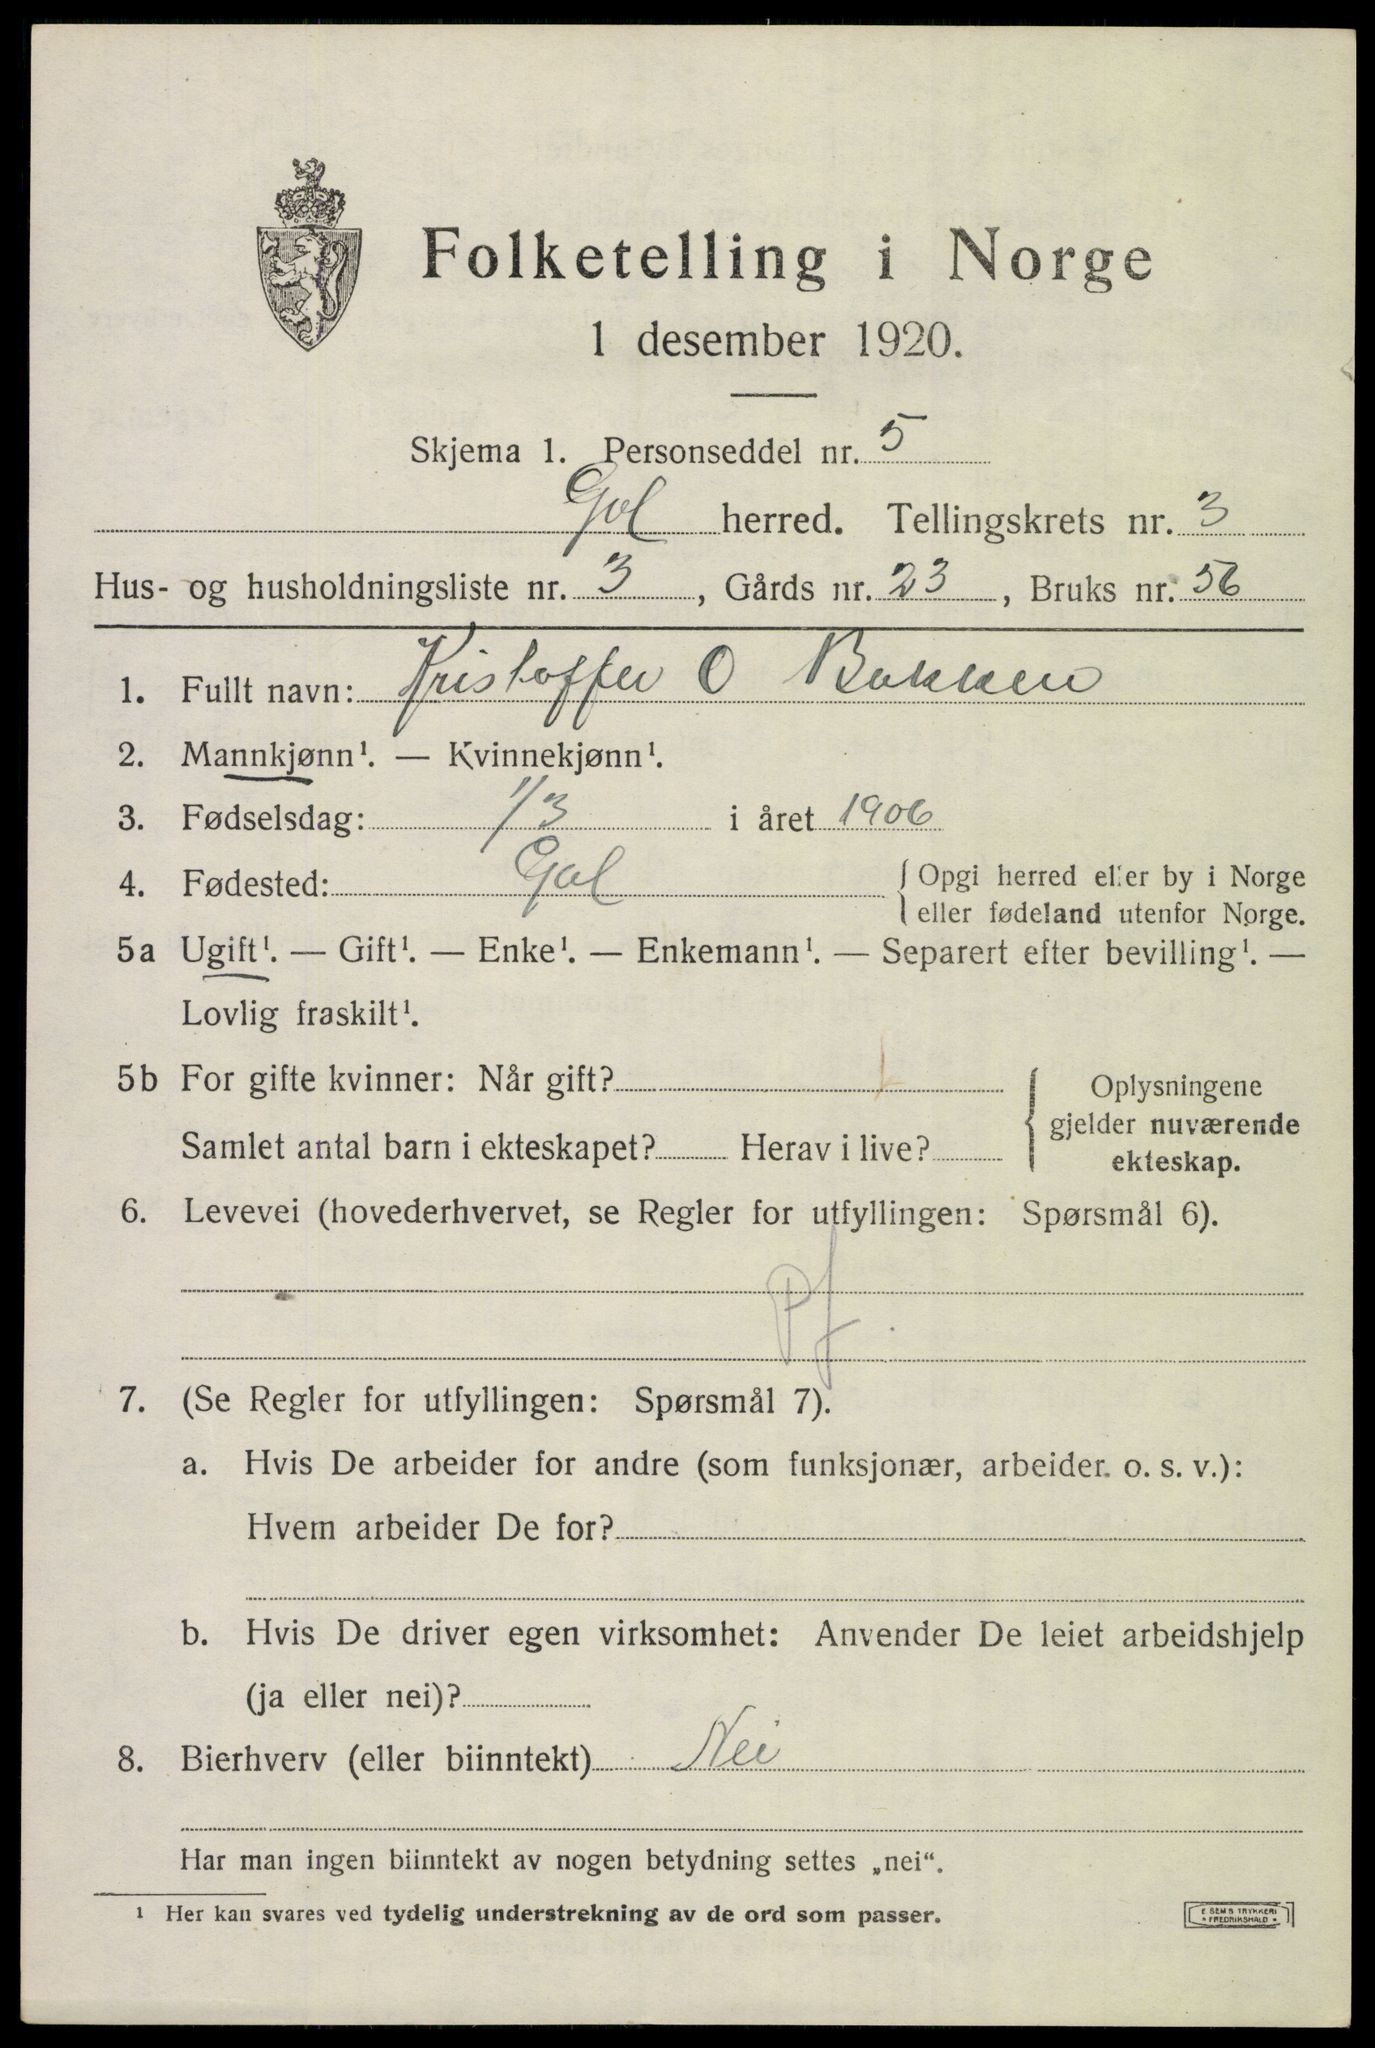 Folketelling i Norge
1 desember 1920.
Skjema 1. Personseddel nr. 5
Gol herred. Tellingskrets nr. 3
Hus- og husholdningsliste nr. 3, Gårds nr. 23, Bruks nr. 56
1. Fullt navn: Kristoffer O Bakken
2. Mannkjønn¹. — Kvinnekjønn¹.
3. Fødselsdag: 1/3 i året 1906
4. Fødested: Gol { Opgi herred eller by i Norge
eller fødeland utenfor Norge.
5a Ugift¹. — Gift¹. — Enke¹. — Enkemann¹. — Separert efter bevilling¹. —
Lovlig fraskilt¹.
5b For gifte kvinner: Når gift?
Samlet antal barn i ekteskapet? Herav i live?
{ Oplysningene
gjelder nuværende
ekteskap.
6. Levevei (hovederhvervet, se Regler for utfyllingen: Spørsmål 6).
Pf.
7. (Se Regler for utfyllingen: Spørsmål 7).
a. Hvis De arbeider for andre (som funksjonær, arbeider. o. s. v.):
Hvem arbeider De for?
b. Hvis De driver egen virksomhet: Anvender De leiet arbeidshjelp
(ja eller nei)?
8. Bierhverv (eller biinntekt) Nei
Har man ingen biinntekt av nogen betydning settes „nei“.
¹ Her kan svares ved tydelig understrekning av de ord som passer.
E. SEM'S TRYKKERI
* FREDRIKSHALD *